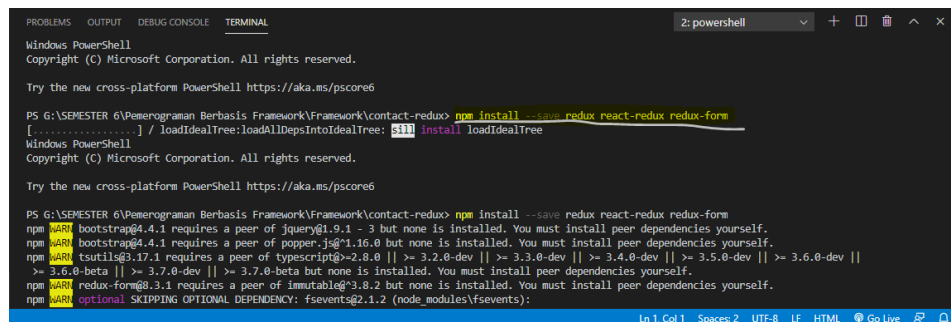 PROBLEMS OUTPUT DEBUG CONSOLE TERMINAL 2: powershell
Windows PowerShell
Copyright (C) Microsoft Corporation. All rights reserved.
Try the new cross-platform PowerShell https://aka.ms/pscore6
PS G:\SEMESTER 6\Pemerograman Berbasis Framework\Framework\contact-redux> npm install --save redux react-redux redux-form
[.................] / loadIdealTree:loadAllDepsIntoIdealTree: sill install loadIdealTree
Windows PowerShell
Copyright (C) Microsoft Corporation. All rights reserved.
Try the new cross-platform PowerShell https://aka.ms/pscore6
PS G:\SEMESTER 6\Pemerograman Berbasis Framework\Framework\contact-redux> npm install --save redux react-redux redux-form
npm WARN bootstrap@4.4.1 requires a peer of jquery@1.9.1 - 3 but none is installed. You must install peer dependencies yourself.
npm WARN bootstrap@4.4.1 requires a peer of popper.js@^1.16.0 but none is installed. You must install peer dependencies yourself.
npm WARN tsutils@3.17.1 requires a peer of typescript@>=2.8.0 || >= 3.2.0-dev || >= 3.3.0-dev || >= 3.4.0-dev || >= 3.5.0-dev || >= 3.6.0-dev ||
>= 3.6.0-beta || >= 3.7.0-dev || >= 3.7.0-beta but none is installed. You must install peer dependencies yourself.
npm WARN redux-form@8.3.1 requires a peer of immutable@^3.8.2 but none is installed. You must install peer dependencies yourself.
npm WARN optional SKIPPING OPTIONAL DEPENDENCY: fsevents@2.1.2 (node_modules\fsevents):
Ln 1, Col 1 Spaces: 2 UTF-8 LF HTML Go Live